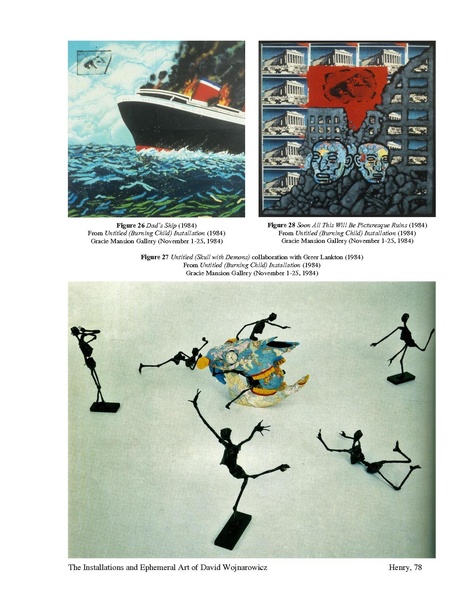 Figure 26 Dad's Ship (1984)
From Untitled (Burning Child) Installation (1984)
Gracie Mansion Gallery (November 1-25, 1984)
Figure 28 Soon All This Will Be Picturesque Ruins (1984)
From Untitled (Burning Child) Installation (1984)
Gracie Mansion Gallery (November 1-25, 1984)
Figure 27 Untitled (Skull with Demons) collaboration with Greer Lankton (1984)
From Untitled (Burning Child) Installation (1984)
Gracie Mansion Gallery (November 1-25, 1984)
The Installations and Ephemeral Art of David Wojnarowicz
Henry, 78